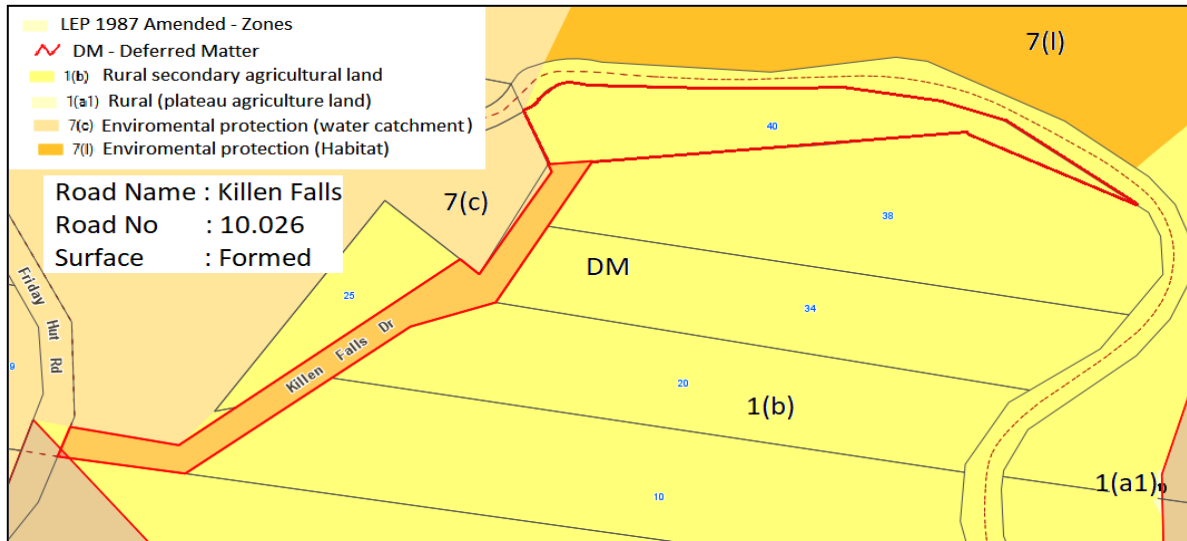 LEP 1987 Amended - Zones
DM - Deferred Matter
1(b) Rural secondary agricultural land
1(a1) Rural (plateau agriculture land)
7(c) Enviromental protection (water catchment)
7(l) Enviromental protection (Habitat)
Road Name : Killen Falls
Road No : 10.026
Surface : Formed
7(l)
40
7(c)
38
DM
25
34
Friday Hut Rd
9
Killen Falls Dr
20
1(b)
1(a1)
10